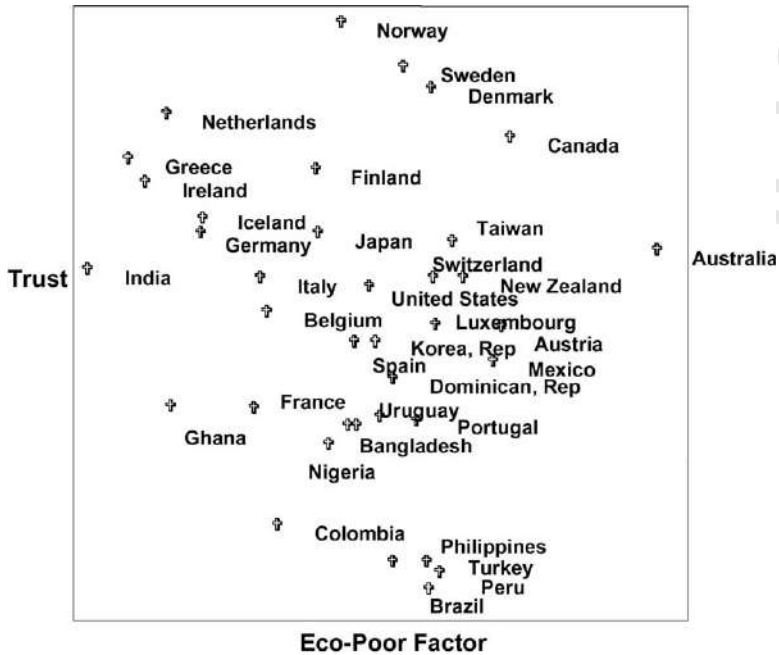 Norway
Sweden
Denmark
Netherlands
Canada
Greece
Finland
Ireland
Iceland
Taiwan
Germany
Japan
Australia
Switzerland
Trust
India
Italy
New Zealand
United States
Belgium
Luxembourg
Korea, Rep
Austria
Spain
Mexico
Dominican, Rep
France
Uruguay
Ghana
Portugal
Bangladesh
Nigeria
Colombia
Philippines
Turkey
Peru
Brazil
Eco-Poor Factor